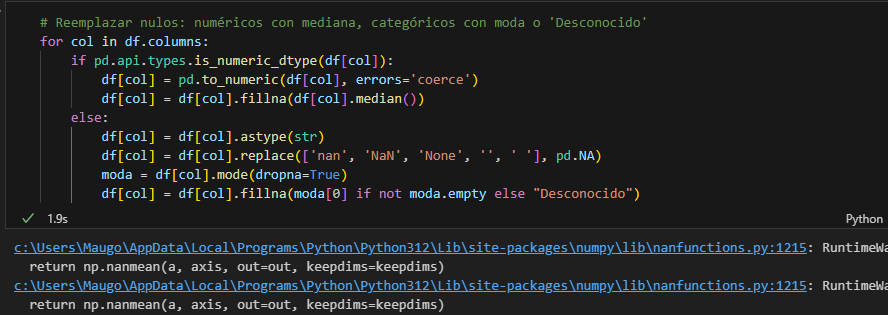 # Reemplazar nulos: numéricos con mediana, categóricos con moda o 'Desconocido'
for col in df.columns:
    if pd.api.types.is_numeric_dtype(df[col]):
        df[col] = pd.to_numeric(df[col], errors='coerce')
        df[col] = df[col].fillna(df[col].median())
    else:
        df[col] = df[col].astype(str)
        df[col] = df[col].replace(['nan', 'NaN', 'None', '', ' '], pd.NA)
        moda = df[col].mode(dropna=True)
        df[col] = df[col].fillna(moda[0] if not moda.empty else "Desconocido")
✓ 1.9s Python
c:\Users\Maugo\AppData\Local\Programs\Python\Python312\Lib\site-packages\numpy\lib\nanfunctions.py:1215: RuntimeWa
  return np.nanmean(a, axis, out=out, keepdims=keepdims)
c:\Users\Maugo\AppData\Local\Programs\Python\Python312\Lib\site-packages\numpy\lib\nanfunctions.py:1215: RuntimeWa
  return np.nanmean(a, axis, out=out, keepdims=keepdims)